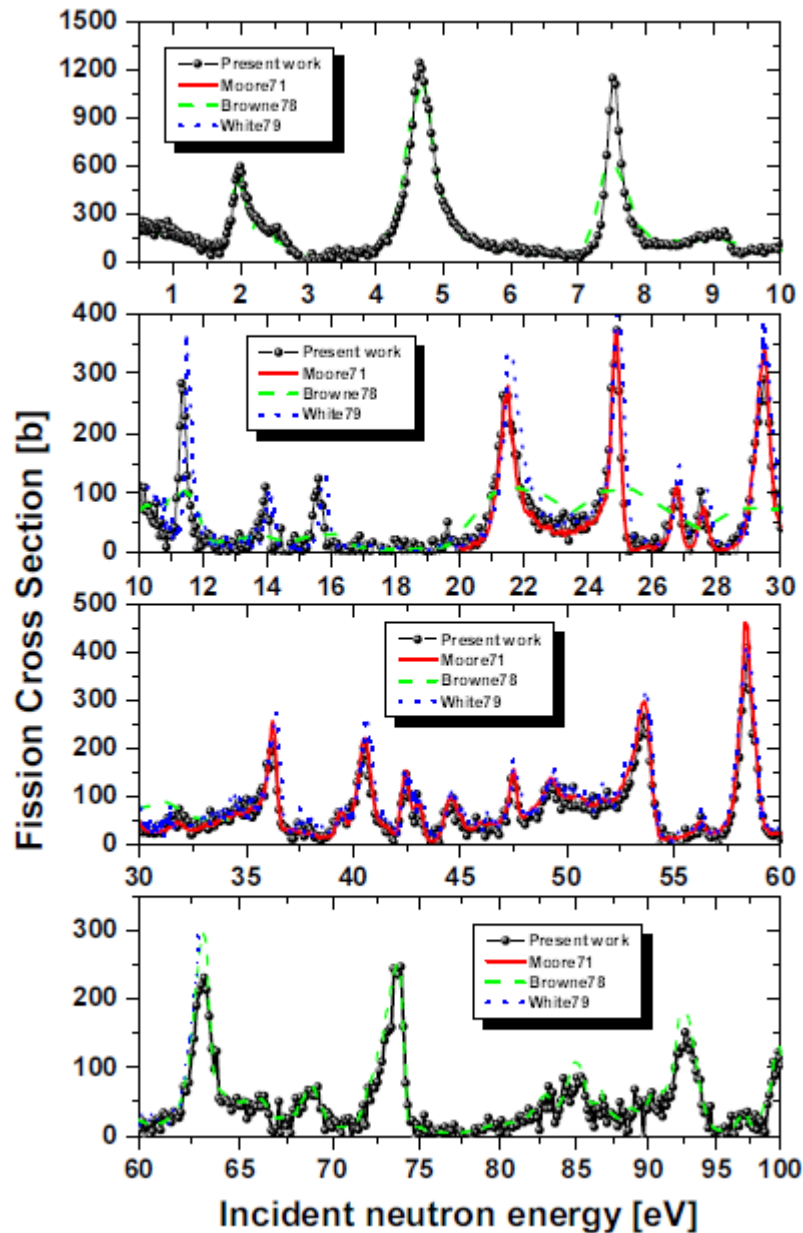 Fission Cross Section [b]
1500
1200
900
600
300
0
Present work
Moore71
Browne78
White79
1 2 3 4 5 6 7 8 9 10
400
300
200
100
0
Present work
Moore71
Browne78
White79
10 12 14 16 18 20 22 24 26 28 30
500
400
300
200
100
0
Present work
Moore71
Browne78
White79
30 35 40 45 50 55 60
300
200
100
0
Present work
Moore71
Browne78
White79
60 65 70 75 80 85 90 95 100
Incident neutron energy [eV]